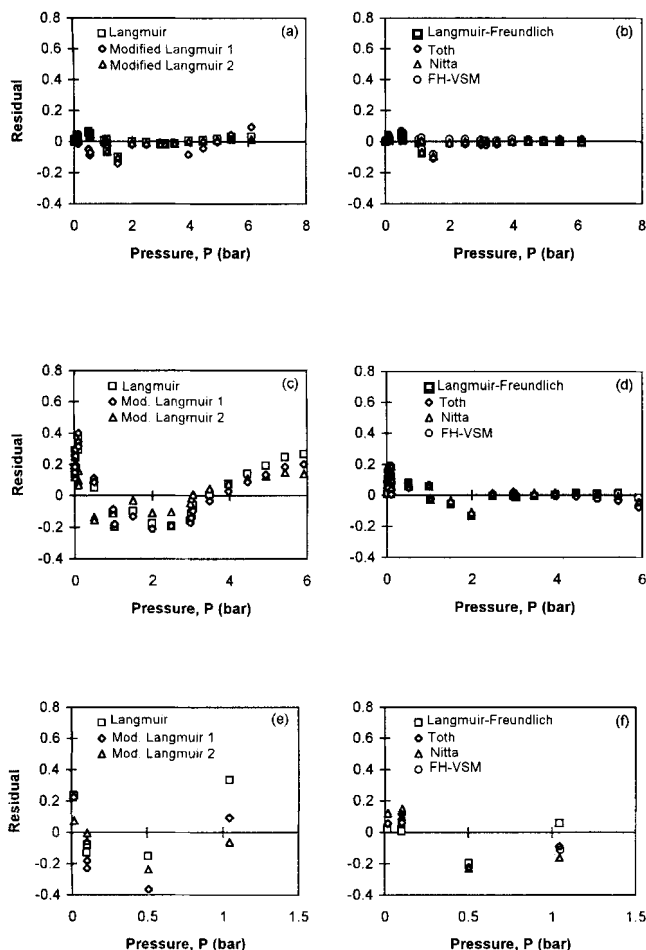 (a)
Residual
0.8
0.6
0.4
0.2
0
-0.2
-0.4
Langmuir
Modified Langmuir 1
Modified Langmuir 2
0 2 4 6 8
Pressure, P (bar)
(b)
0.8
0.6
0.4
0.2
0
-0.2
-0.4
Langmuir-Freundlich
Toth
Nitta
FH-VSM
0 2 4 6 8
Pressure, P (bar)
(c)
Residual
0.8
0.6
0.4
0.2
0
-0.2
-0.4
Langmuir
Mod. Langmuir 1
Mod. Langmuir 2
0 2 4 6
Pressure, P (bar)
(d)
0.8
0.6
0.4
0.2
0
-0.2
-0.4
Langmuir-Freundlich
Toth
Nitta
FH-VSM
0 2 4 6
Pressure, P (bar)
(e)
Residual
0.8
0.6
0.4
0.2
0
-0.2
-0.4
Langmuir
Mod. Langmuir 1
Mod. Langmuir 2
0 0.5 1 1.5
Pressure, P (bar)
(f)
0.8
0.6
0.4
0.2
0
-0.2
-0.4
Langmuir-Freundlich
Toth
Nitta
FH-VSM
0 0.5 1 1.5
Pressure, P (bar)